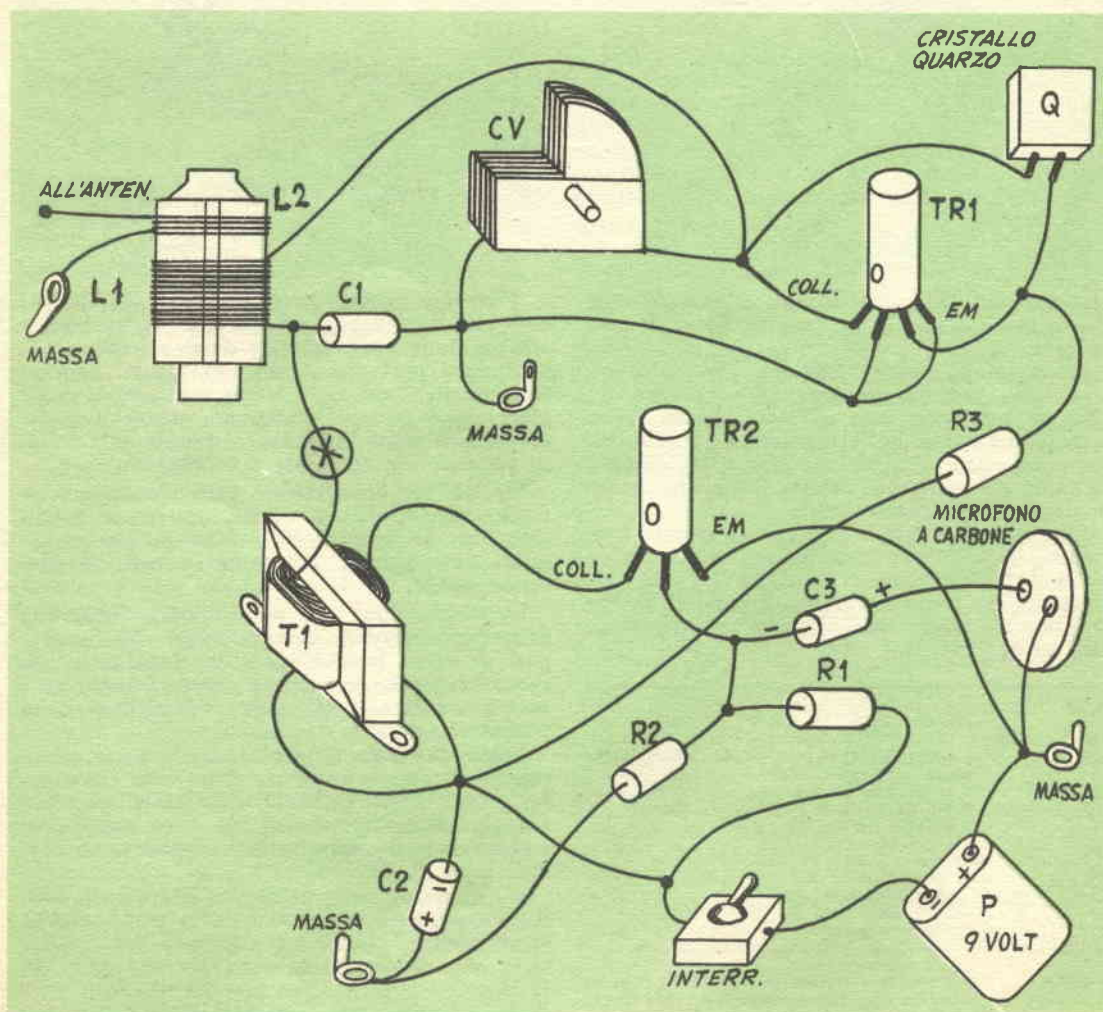 CRISTALLO
QUARZO
Q
CV
ALL'ANTEN.
L2
TR1
COLL.
EM
L1
C1
MASSA
MASSA
TR2
R3
EM
MICROFONO
A CARBONE
COLL.
C3
+
-
T1
R1
R2
MASSA
C2
-
+
+
-
P
9 VOLT
MASSA
INTERR.